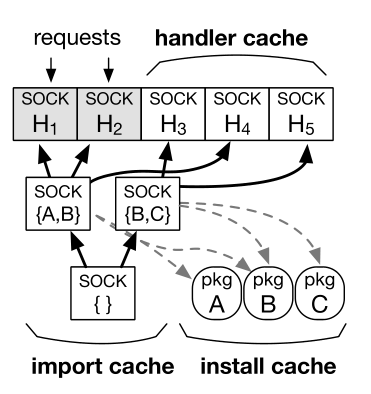 requests
handler cache
SOCK SOCK SOCK SOCK SOCK
H1 H2 H3 H4 H5
SOCK SOCK
{A,B} {B,C}
SOCK
{ }
pkg pkg pkg
A B C
import cache install cache